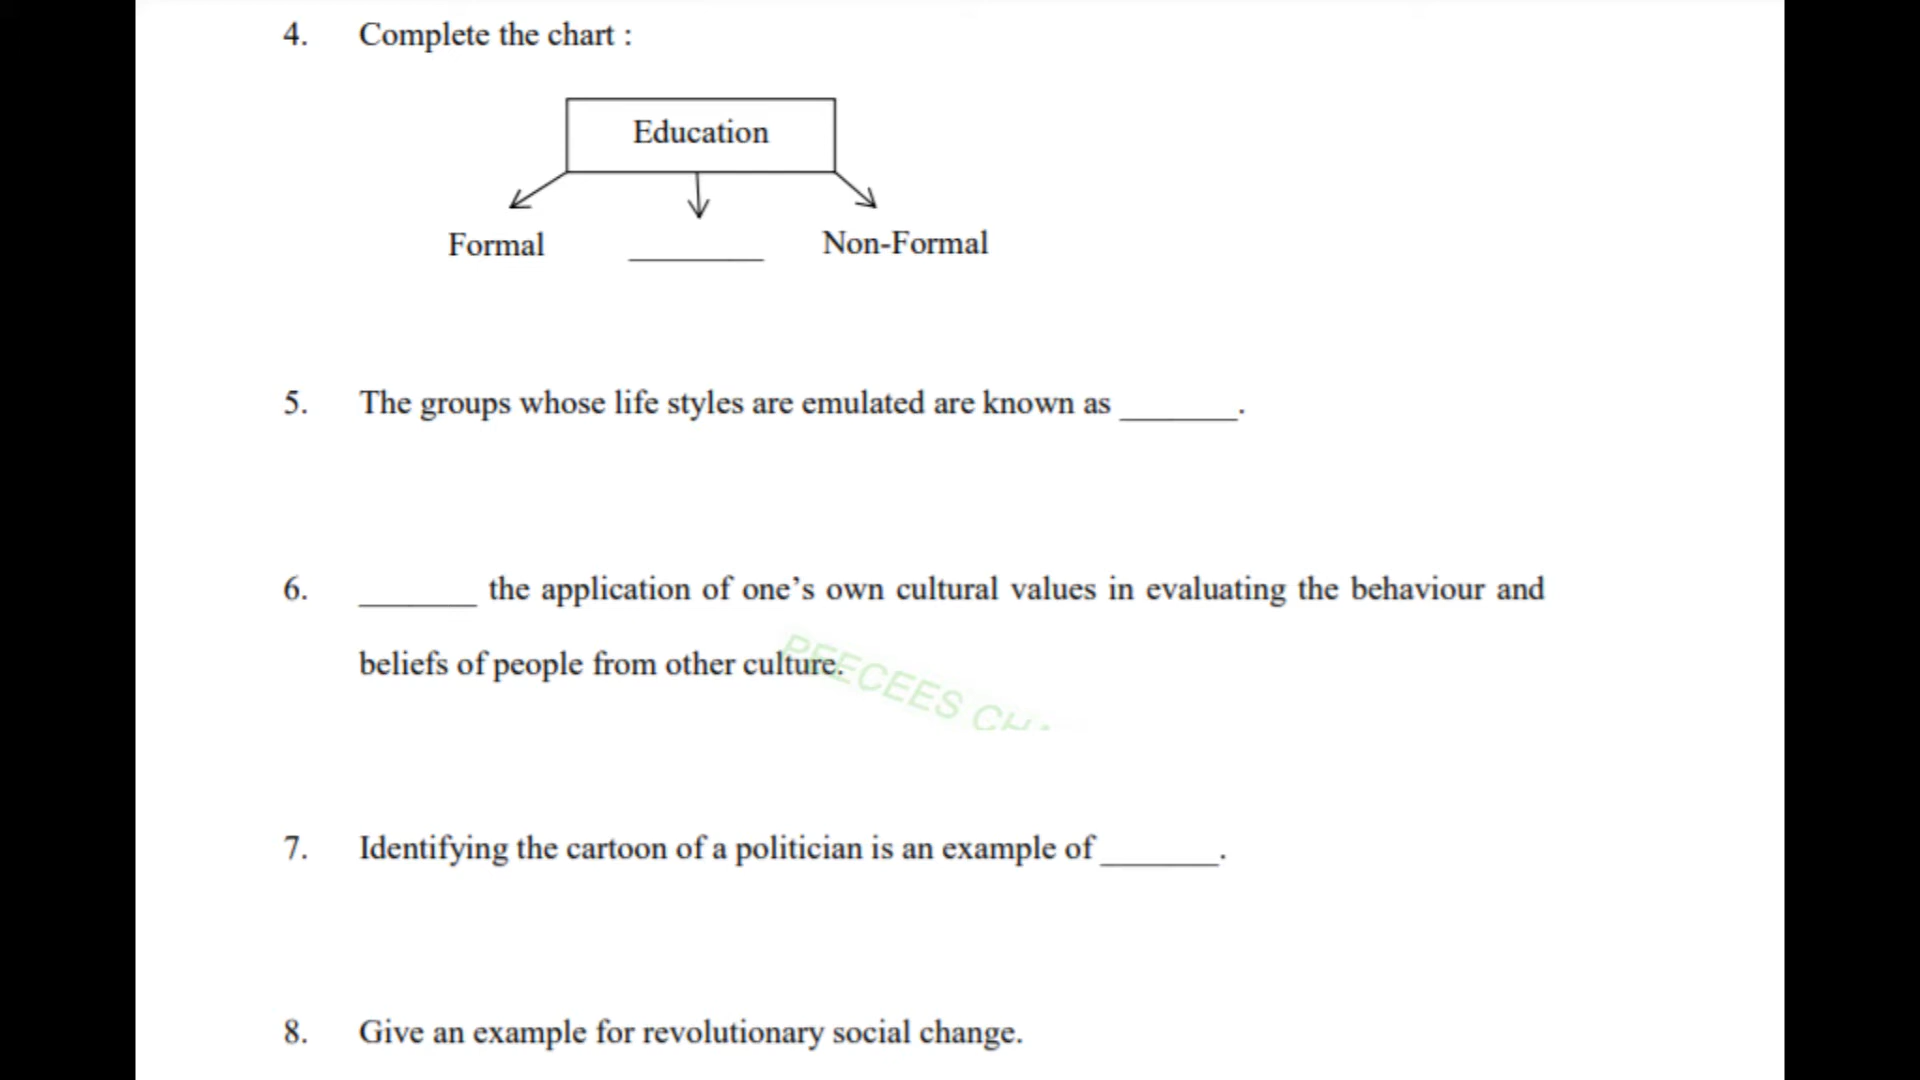 4. Complete the chart :
Education
Formal ________ Non-Formal
5. The groups whose life styles are emulated are known as _______.
6. _______ the application of one’s own cultural values in evaluating the behaviour and
beliefs of people from other culture.
PEECEES
7. Identifying the cartoon of a politician is an example of _______.
8. Give an example for revolutionary social change.